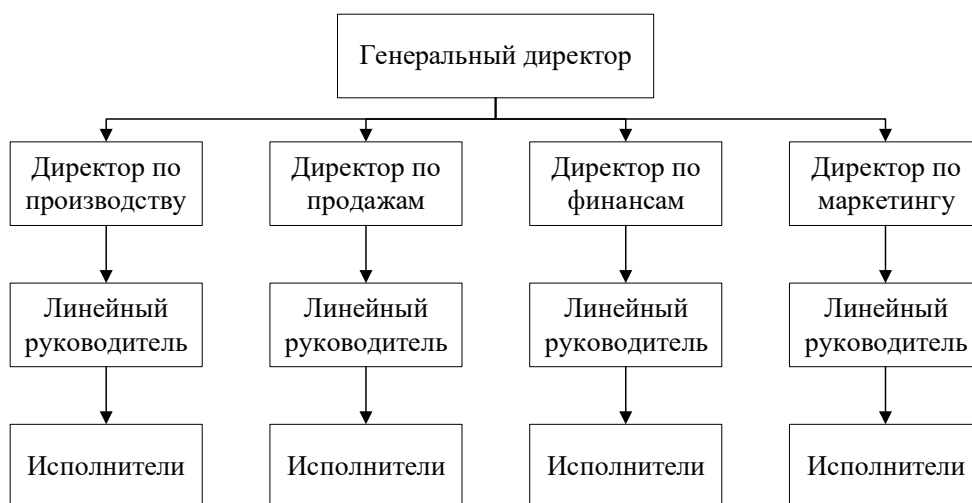 Генеральный директор
Директор по
производству
Директор по
продажам
Директор по
финансам
Директор по
маркетингу
Линейный
руководитель
Линейный
руководитель
Линейный
руководитель
Линейный
руководитель
Исполнители
Исполнители
Исполнители
Исполнители